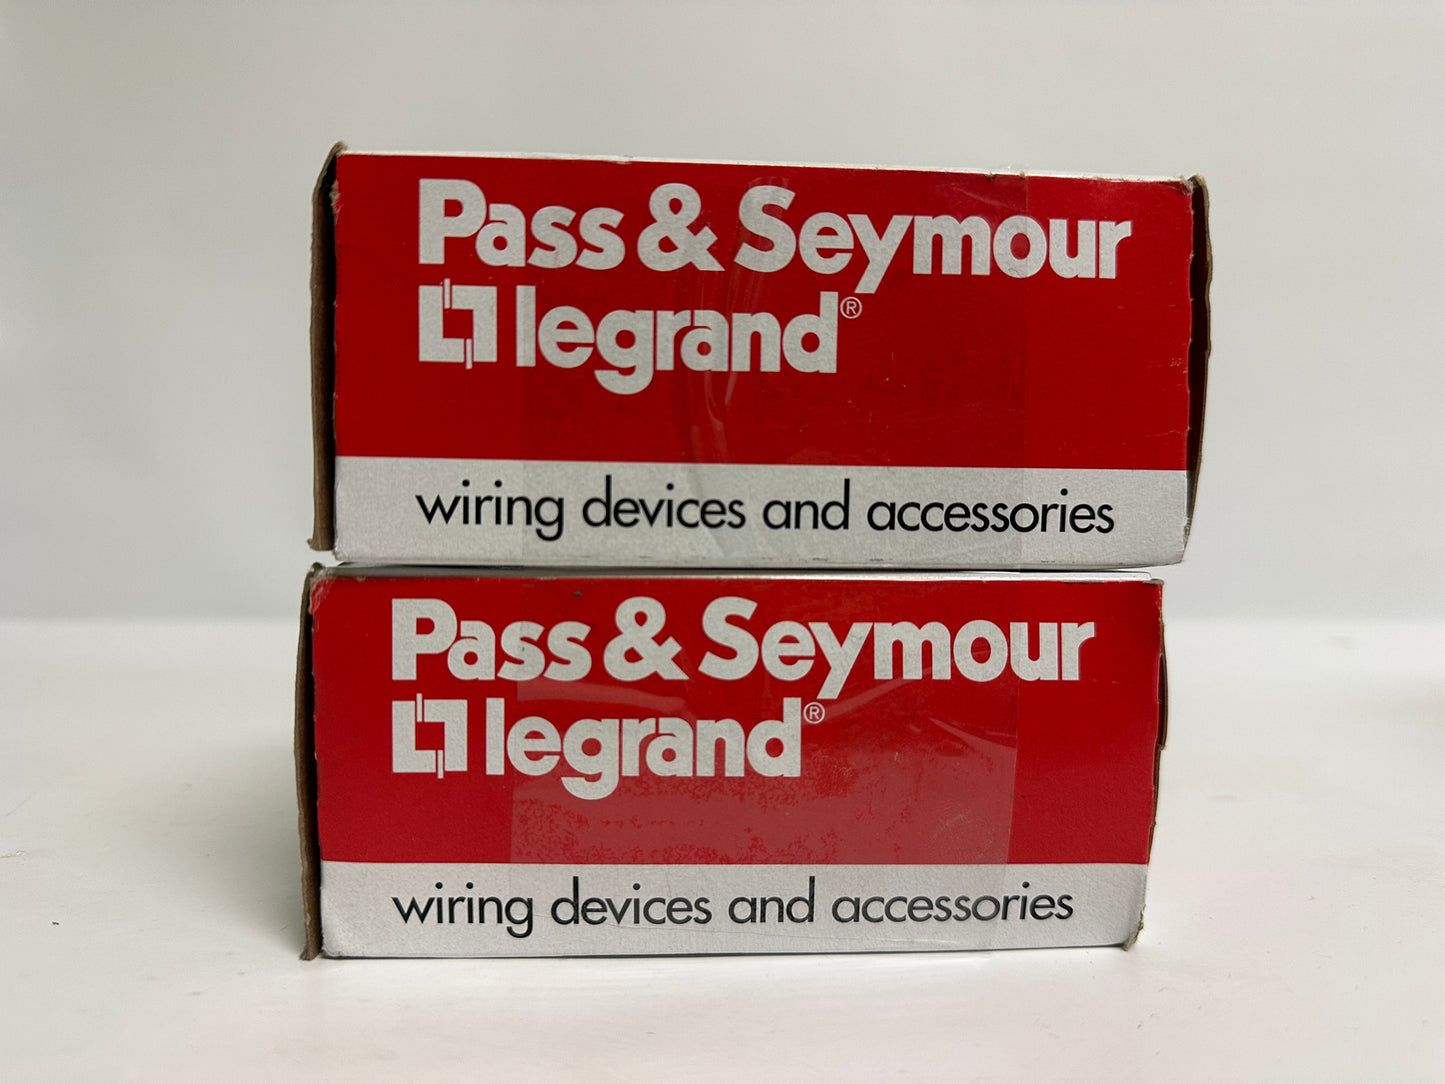 Pass & Seymour
legrand®
wiring devices and accessories
Pass & Seymour
legrand®
wiring devices and accessories